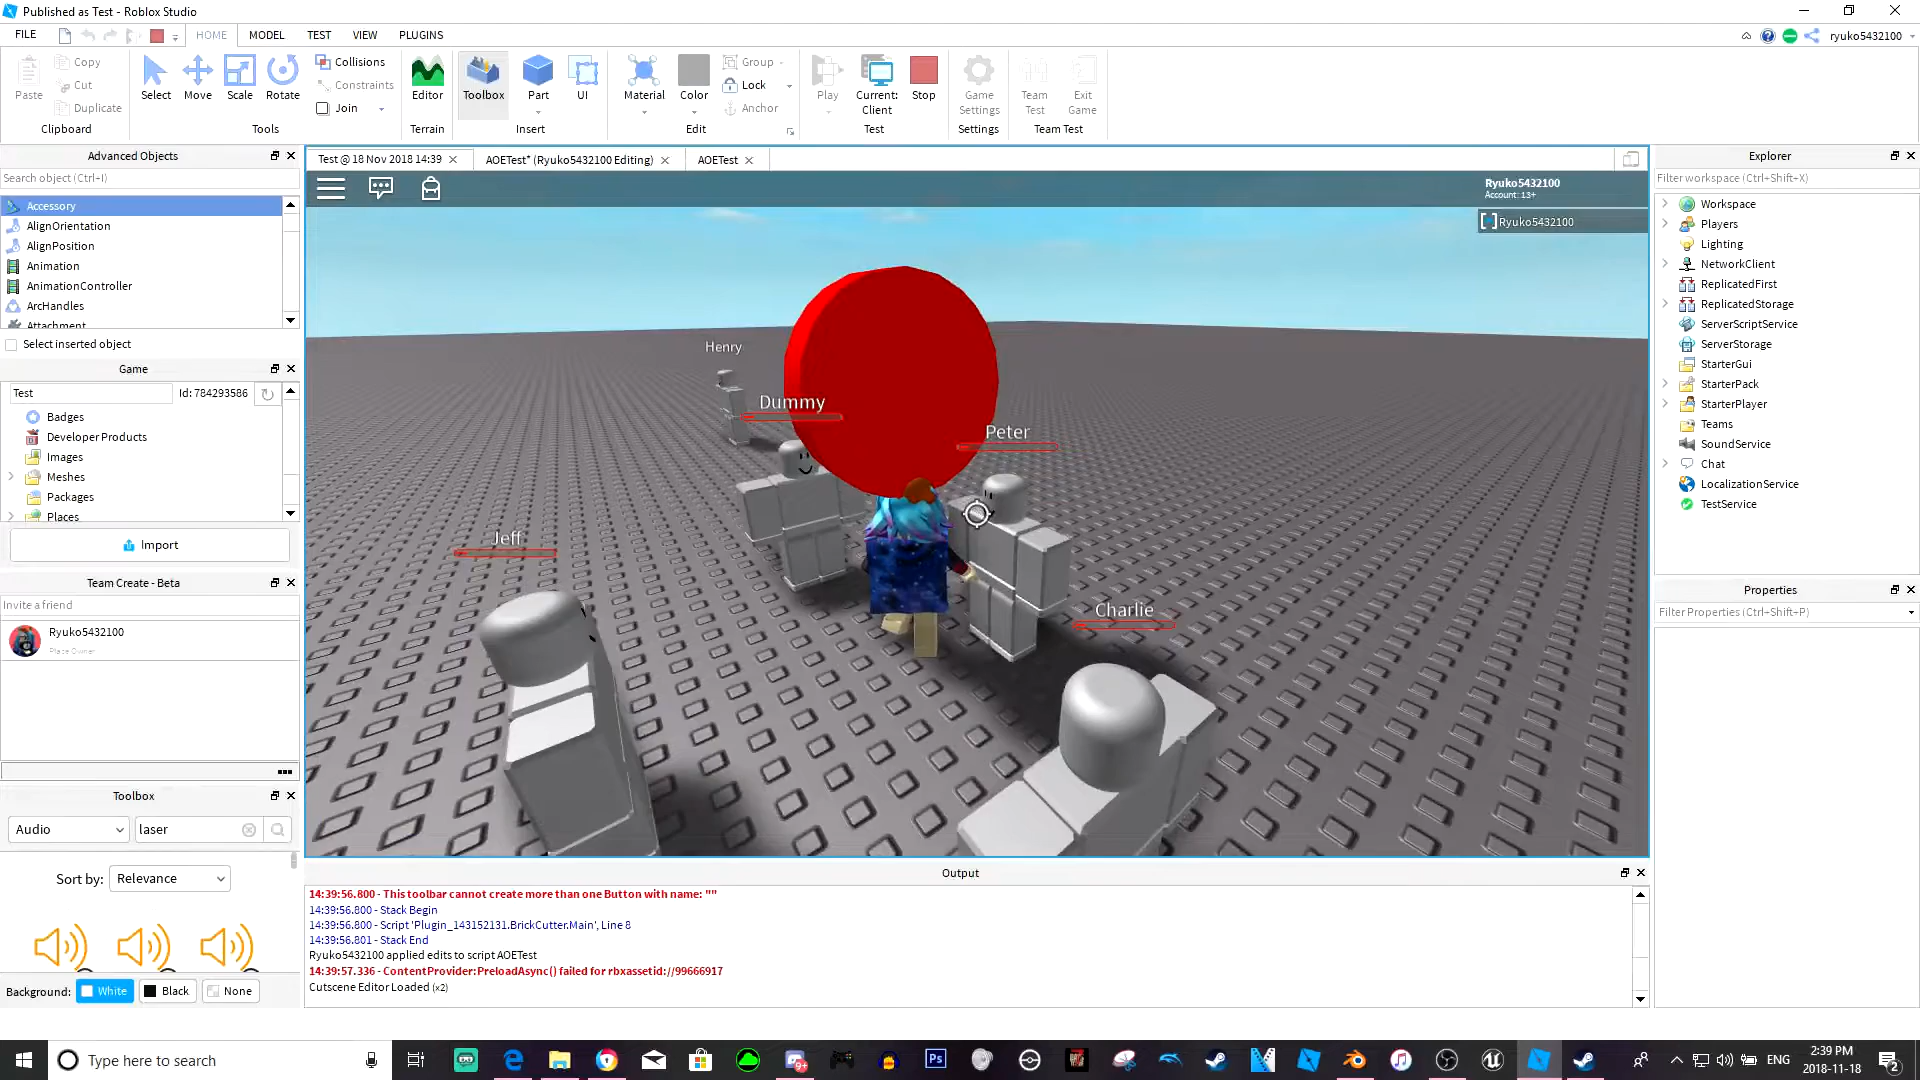 Published as Test - Roblox Studio
FILE
HOME
MODEL
TEST
VIEW
PLUGINS
ryuko5432100
Paste
Copy
Cut
Duplicate
Clipboard
Select
Move
Scale
Rotate
Collisions
Constraints
Join
Tools
Editor
Terrain
Toolbox
Part
UI
Insert
Material
Color
Group
Lock
Anchor
Edit
Play
Current: Client
Stop
Test
Game Settings
Settings
Team Test
Exit Game
Team Test
Advanced Objects
Search object (Ctrl+I)
Accessory
AlignOrientation
AlignPosition
Animation
AnimationController
ArcHandles
Attachment
Select inserted object
Game
Test
Id: 784293586
Badges
Developer Products
Images
Meshes
Packages
Places
Import
Team Create - Beta
Invite a friend
Ryuko5432100
Place Owner
Toolbox
Audio
laser
Sort by: Relevance
Background: White Black None
Test @ 18 Nov 2018 14:39
AOETest* (Ryuko5432100 Editing)
AOETest
Ryuko5432100
Account: 13+
Ryuko5432100
Henry
Dummy
Peter
Jeff
Charlie
Output
14:39:56.800 - This toolbar cannot create more than one Button with name: ""
14:39:56.800 - Stack Begin
14:39:56.800 - Script 'Plugin_143152131.BrickCutter.Main', Line 8
14:39:56.801 - Stack End
Ryuko5432100 applied edits to script AOETest
14:39:57.336 - ContentProvider:PreloadAsync() failed for rbxassetid://99666917
Cutscene Editor Loaded (x2)
Explorer
Filter workspace (Ctrl+Shift+X)
Workspace
Players
Lighting
NetworkClient
ReplicatedFirst
ReplicatedStorage
ServerScriptService
ServerStorage
StarterGui
StarterPack
StarterPlayer
Teams
SoundService
Chat
LocalizationService
TestService
Properties
Filter Properties (Ctrl+Shift+P)
Type here to search
Ps
9+
ENG
2:39 PM
2018-11-18
2